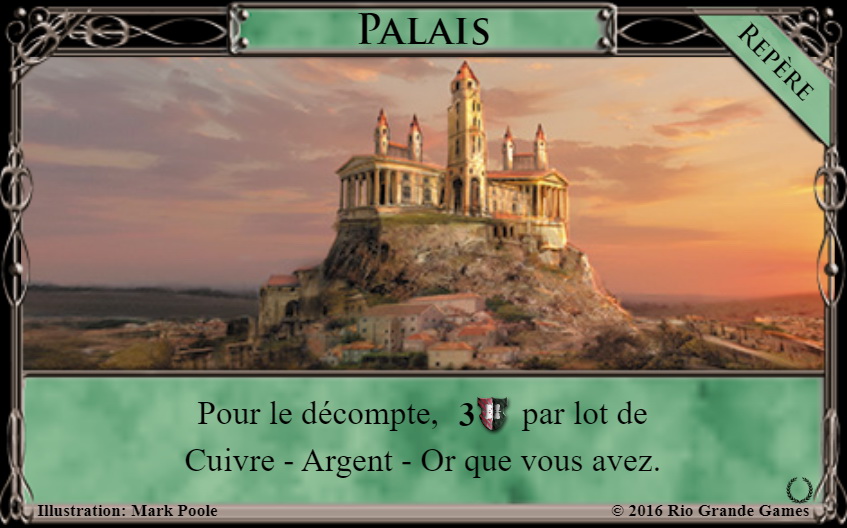 PALAIS
REPÈRE
Pour le décompte, 3 par lot de
Cuivre - Argent - Or que vous avez.
Illustration: Mark Poole
© 2016 Rio Grande Games